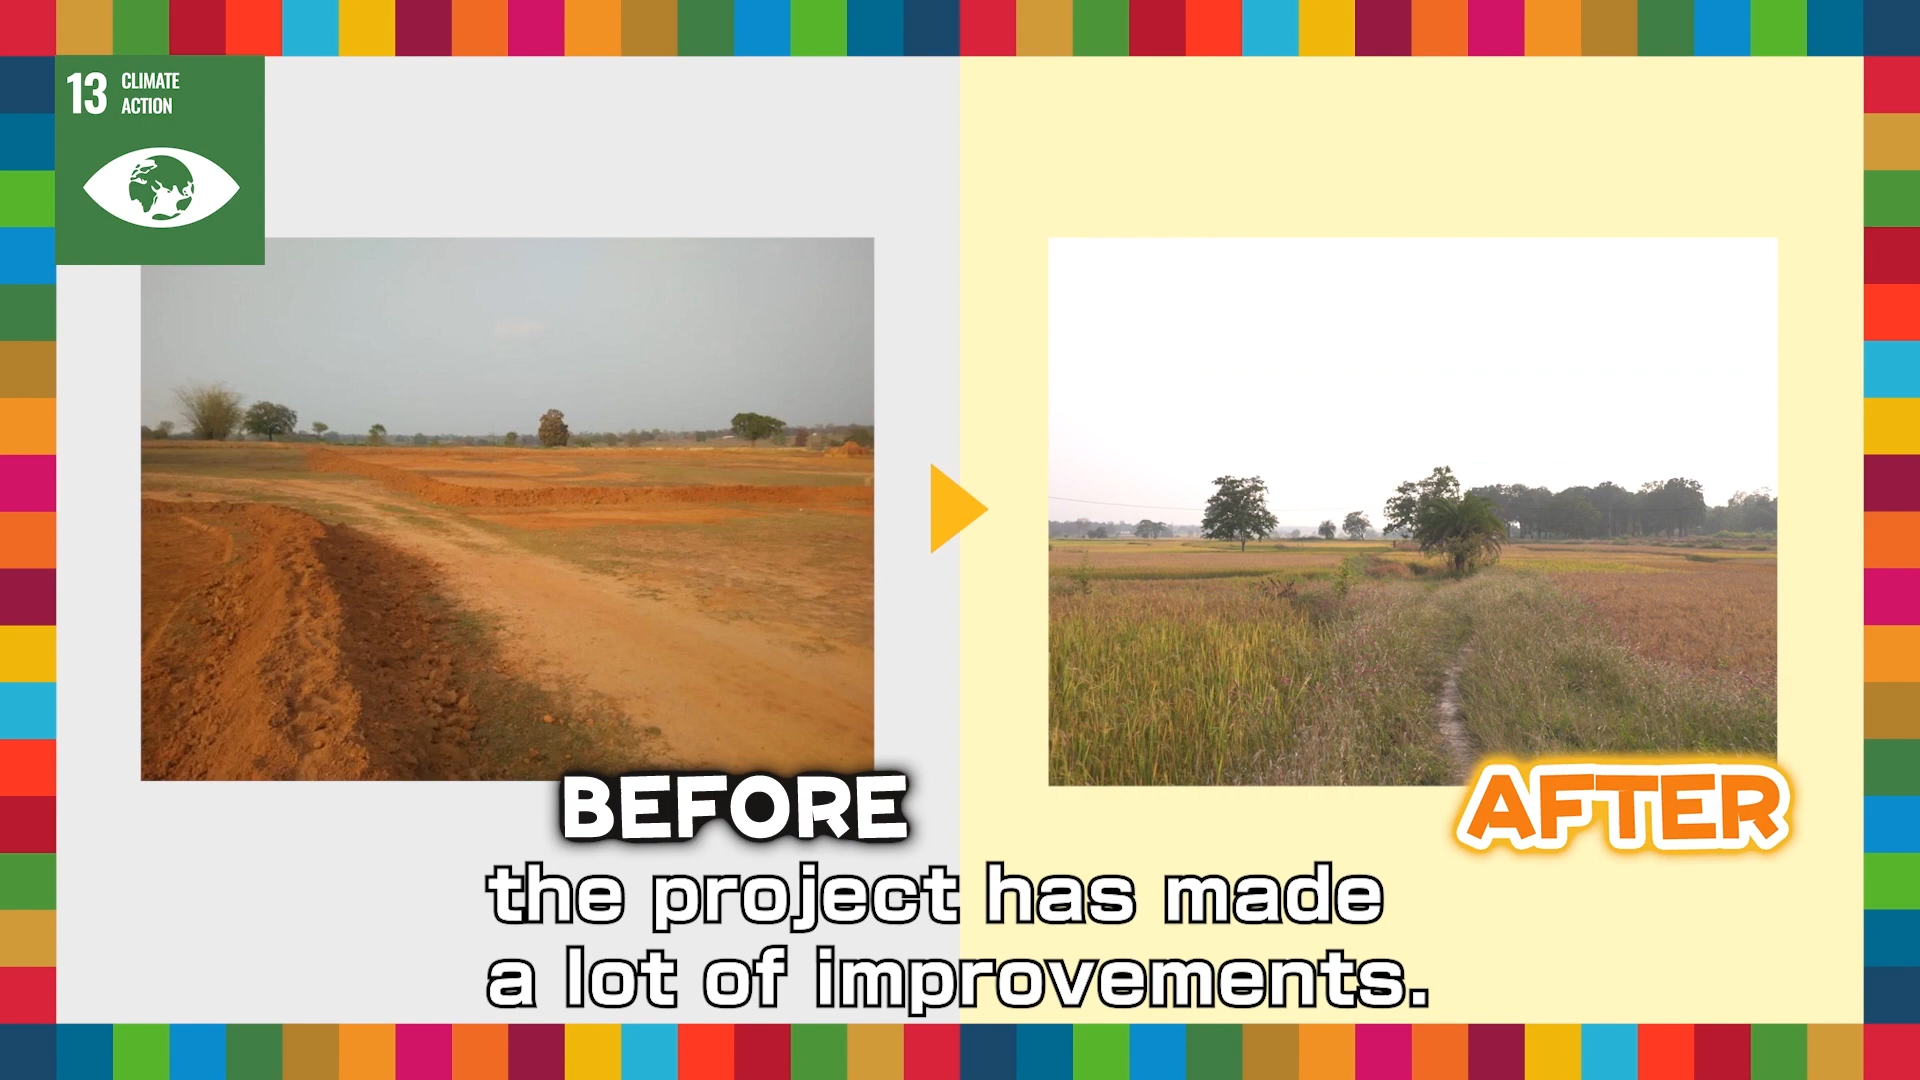 13 CLIMATE
ACTION
BEFORE
AFTER
the project has made
a lot of improvements.